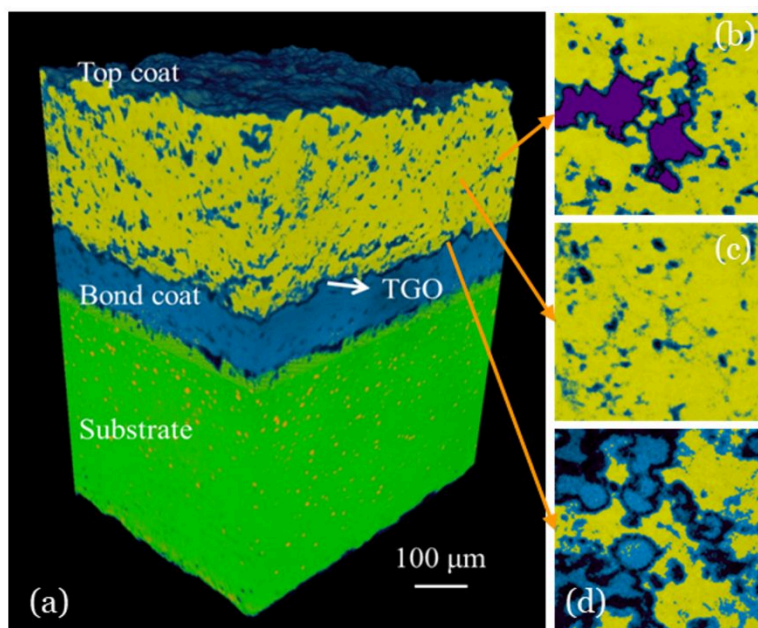 Top coat
(b)
(c)
Bond coat
TGO
Substrate
100 μm
(a)
(d)